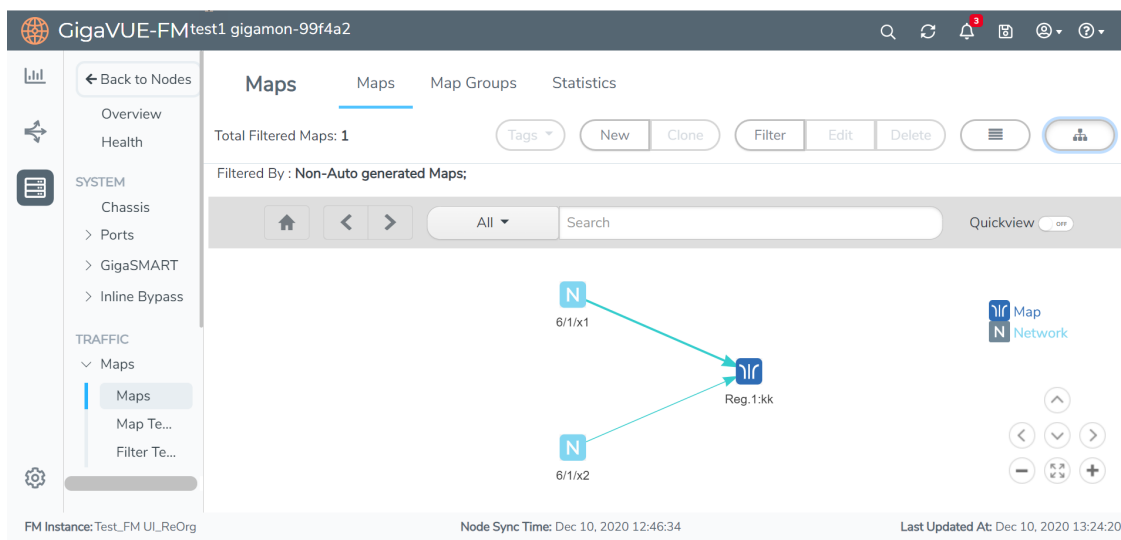 GigaVUE-FM test1 gigamon-99f4a2
3
Back to Nodes
Overview
Health
SYSTEM
Chassis
Ports
GigaSMART
Inline Bypass
TRAFFIC
Maps
Maps
Map Te...
Filter Te...
Maps
Maps
Map Groups
Statistics
Total Filtered Maps: 1
Tags
New
Clone
Filter
Edit
Delete
Filtered By : Non-Auto generated Maps;
All
Search
Quickview
OFF
N
6/1/x1
Reg.1:kk
N
6/1/x2
Map
N Network
FM Instance: Test_FM UI_ReOrg
Node Sync Time: Dec 10, 2020 12:46:34
Last Updated At: Dec 10, 2020 13:24:20